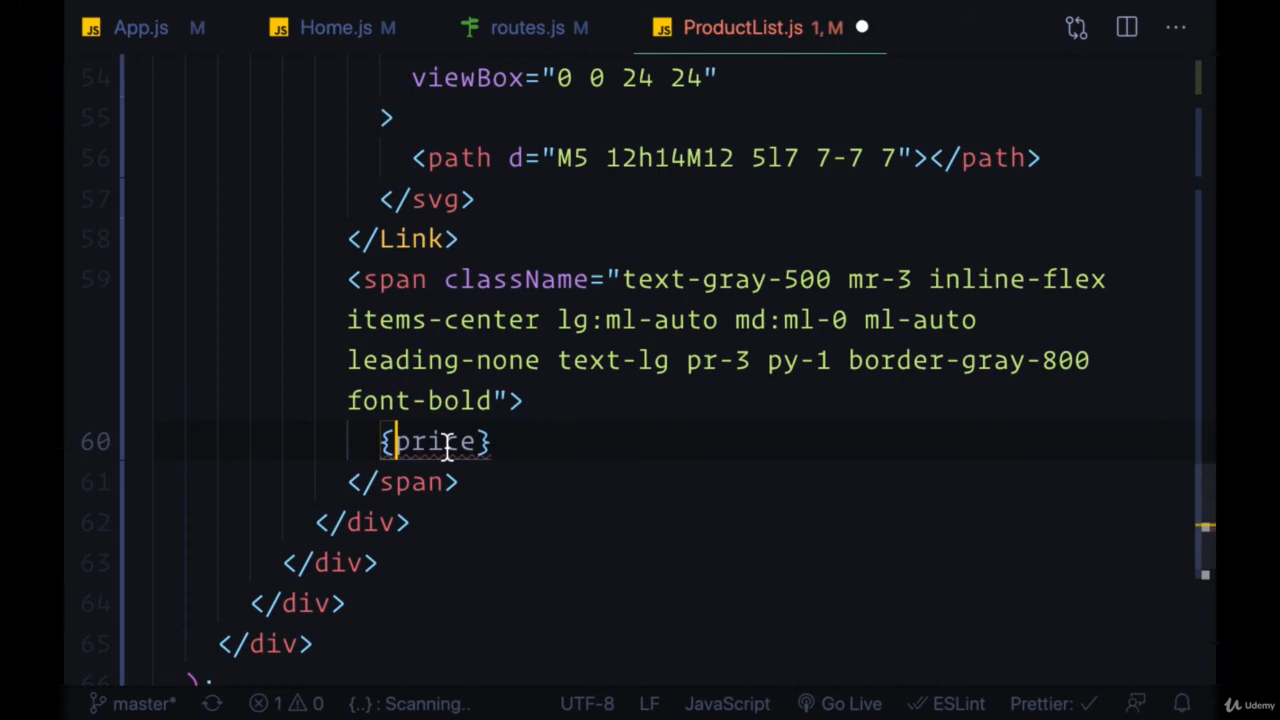 JS App.js M JS Home.js M routes.js M JS ProductList.js 1, M
54 viewBox="0 0 24 24"
55 >
56 <path d="M5 12h14M12 5l7 7-7 7"></path>
57 </svg>
58 </Link>
59 <span className="text-gray-500 mr-3 inline-flex
items-center lg:ml-auto md:ml-0 ml-auto
leading-none text-lg pr-3 py-1 border-gray-800
font-bold">
60 {price}
61 </span>
62 </div>
63 </div>
64 </div>
65 </div>
66 );
master* 1 0 {..} : Scanning.. UTF-8 LF JavaScript Go Live ESLint Prettier: ✓ Udemy